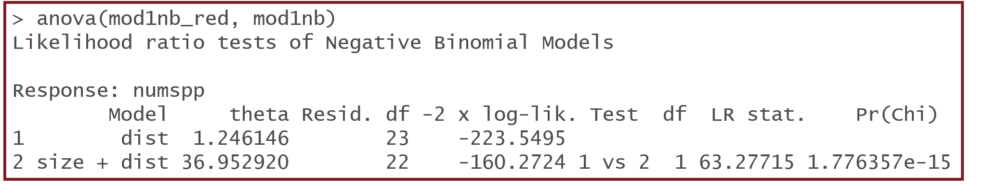 > anova(mod1nb_red, mod1nb)
Likelihood ratio tests of Negative Binomial Models
Response: numspp
Model theta Resid. df -2 x log-lik. Test df LR stat. Pr(Chi)
1 dist 1.246146 23 -223.5495
2 size + dist 36.952920 22 -160.2724 1 vs 2 1 63.27715 1.776357e-15